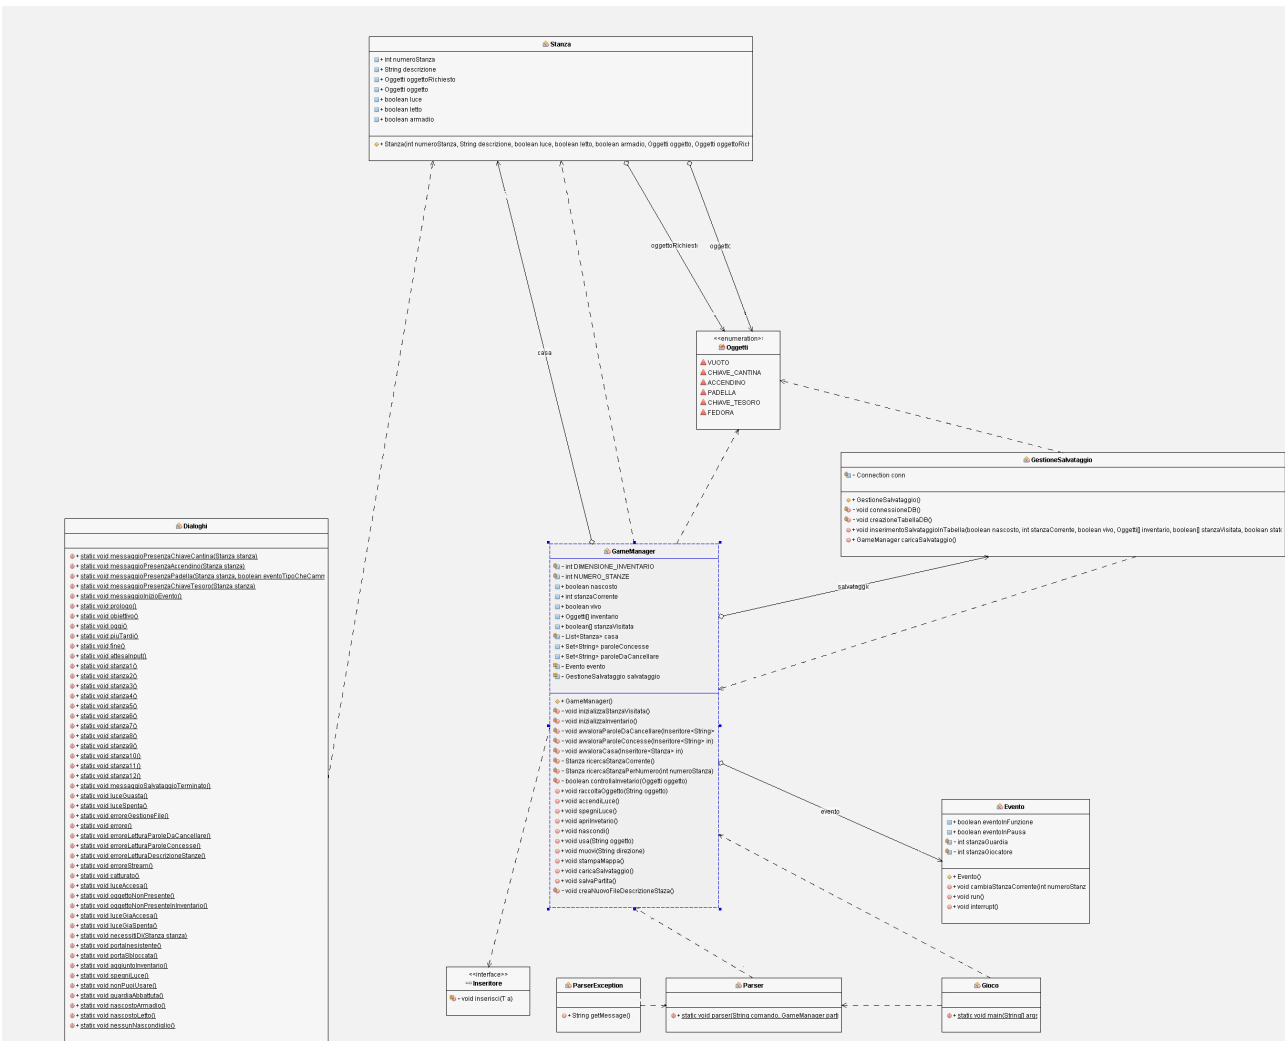 Stanza
+ int numeroStanza
+ String descrizione
+ Oggetti oggettoRichiesto
+ Oggetti oggetto
+ boolean luce
+ boolean letto
+ boolean armadio
+ Stanza(int numeroStanza, String descrizione, boolean luce, boolean letto, boolean armadio, Oggetti oggetto, Oggetti oggettoRich
oggettoRichiest
oggett
casa
<<enumeration>>
Oggetti
VUOTO
CHIAVE_CANTINA
ACCENDINO
PADELLA
CHIAVE_TESORO
FEDORA
GestioneSalvataggio
- Connection conn
+ GestioneSalvataggio()
- void connessioneDB()
- void creazioneTabellaDB()
+ void inserimentoSalvataggioInTabella(boolean nascosto, int stanzaCorrente, boolean vivo, Oggetti[] inventario, boolean[] stanzaVisitata, boolean stat
+ GameManager caricaSalvataggio()
Dialoghi
+ static void messaggioPresenzaChiaveCantina(Stanza stanza)
+ static void messaggioPresenzaAccendino(Stanza stanza)
+ static void messaggioPresenzaPadella(Stanza stanza, boolean eventoTipoCheCamm
+ static void messaggioPresenzaChiaveTesoro(Stanza stanza)
+ static void messaggioInizioEvento()
+ static void prologo()
+ static void obiettivo()
+ static void oggi()
+ static void piuTardi()
+ static void fine()
+ static void attesaInput()
+ static void stanza1()
+ static void stanza2()
+ static void stanza3()
+ static void stanza4()
+ static void stanza5()
+ static void stanza6()
+ static void stanza7()
+ static void stanza8()
+ static void stanza9()
+ static void stanza10()
+ static void stanza11()
+ static void stanza12()
+ static void messaggioSalvataggioTerminato()
+ static void luceGuasta()
+ static void luceSpenta()
+ static void erroreGestioneFile()
+ static void errore()
+ static void erroreLetturaParoleDaCancellare()
+ static void erroreLetturaParoleConcesse()
+ static void erroreLetturaDescrizioneStanze()
+ static void erroreStream()
+ static void catturato()
+ static void luceAccesa()
+ static void oggettoNonPresente()
+ static void oggettoNonPresenteInInventario()
+ static void luceGiaAccesa()
+ static void luceGiaSpenta()
+ static void necessitiDi(Stanza stanza)
+ static void portaInesistente()
+ static void portaSbloccata()
+ static void aggiuntoInventario()
+ static void spegniLuce()
+ static void nonPuoiUsare()
+ static void guardiaAbbattuta()
+ static void nascostoArmadio()
+ static void nascostoLetto()
+ static void nessunNascondiglio()
GameManager
- int DIMENSIONE_INVENTARIO
- int NUMERO_STANZE
+ boolean nascosto
+ int stanzaCorrente
+ boolean vivo
+ Oggetti[] inventario
+ boolean[] stanzaVisitata
- List<Stanza> casa
+ Set<String> paroleConcesse
+ Set<String> paroleDaCancellare
- Evento evento
- GestioneSalvataggio salvataggio
+ GameManager()
- void inizializzaStanzaVisitata()
- void inizializzaInventario()
- void avvaloraParoleDaCancellare(Inseritore<String>
- void avvaloraParoleConcesse(Inseritore<String> in)
- void avvaloraCasa(Inseritore<Stanza> in)
- Stanza ricercaStanzaCorrente()
- Stanza ricercaStanzaPerNumero(int numeroStanza)
- boolean controllaInvetario(Oggetti oggetto)
+ void raccoltaOggetto(String oggetto)
+ void accendiLuce()
+ void spegniLuce()
+ void apriInvetario()
+ void nascondi()
+ void usa(String oggetto)
+ void muovi(String direzione)
+ void stampaMappa()
+ void caricaSalvataggio()
+ void salvaPartita()
- void creaNuovoFileDescrizioneStaza()
salvataggi
evento
Evento
+ boolean eventoInFunzione
+ boolean eventoInPausa
- int stanzaGuardia
- int stanzaGiocatore
+ Evento()
+ void cambiaStanzaCorrente(int numeroStanz
+ void run()
+ void interrupt()
<<interface>>
Inseritore
- void inserisci(T a)
ParserException
+ String getMessage()
Parser
+ static void parser(String comando, GameManager parti
Gioco
+ static void main(String[] args